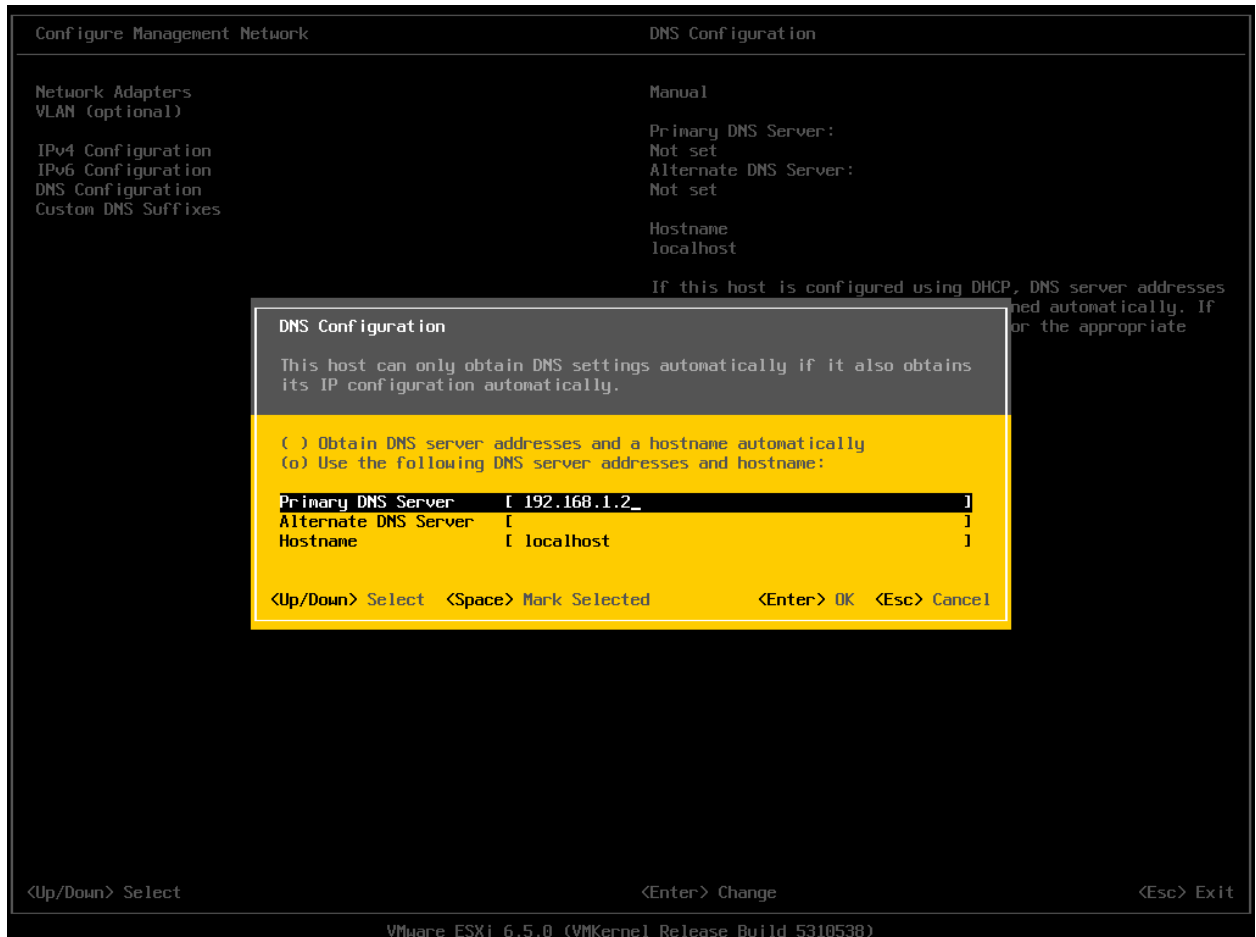 Configure Management Network
DNS Configuration
Network Adapters
VLAN (optional)
IPv4 Configuration
IPv6 Configuration
DNS Configuration
Custom DNS Suffixes
Manual
Primary DNS Server:
Not set
Alternate DNS Server:
Not set
Hostname
localhost
If this host is configured using DHCP, DNS server addresses
ned automatically. If
or the appropriate
DNS Configuration
This host can only obtain DNS settings automatically if it also obtains
its IP configuration automatically.
( ) Obtain DNS server addresses and a hostname automatically
(o) Use the following DNS server addresses and hostname:
Primary DNS Server [ 192.168.1.2_ ]
Alternate DNS Server [ ]
Hostname [ localhost ]
<Up/Down> Select <Space> Mark Selected <Enter> OK <Esc> Cancel
<Up/Down> Select <Enter> Change <Esc> Exit
VMware ESXi 6.5.0 (VMKernel Release Build 5310538)